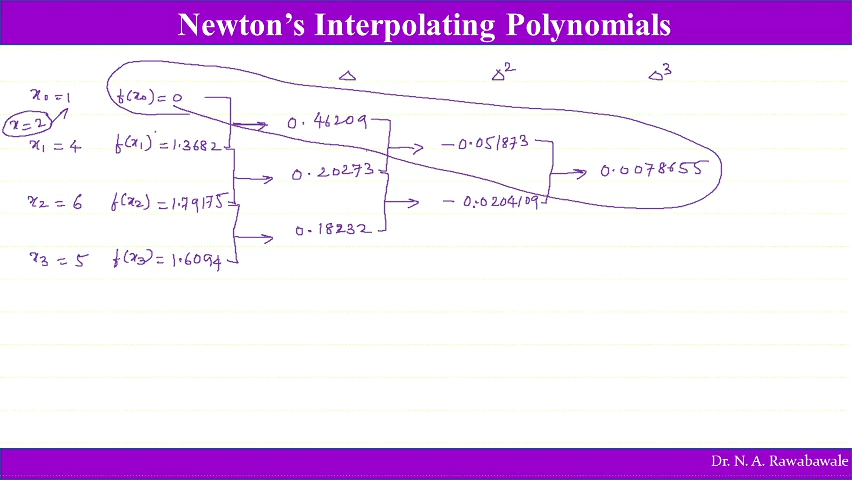 Newton's Interpolating Polynomials
Δ Δ² Δ³
x₀ = 1 f(x₀) = 0
x = 2 0.46209
x₁ = 4 f(x₁) = 1.3682 -0.051873
0.20273 0.0078655
x₂ = 6 f(x₂) = 1.79175 -0.0204109
0.18232
x₃ = 5 f(x₃) = 1.6094
Dr. N. A. Rawabawale